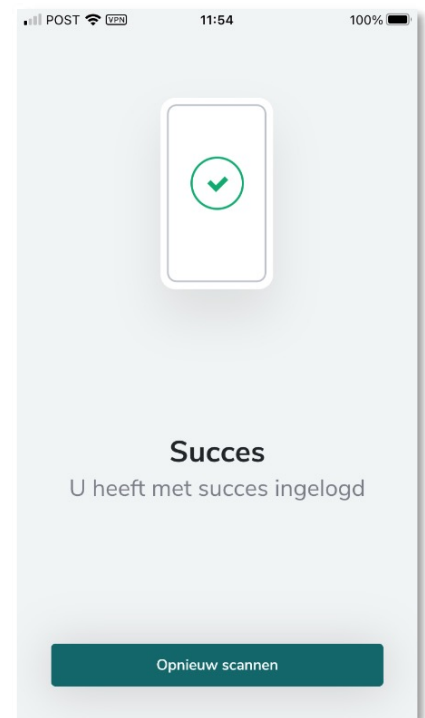 POST VPN 11:54 100%
Succes
U heeft met succes ingelogd
Opnieuw scannen